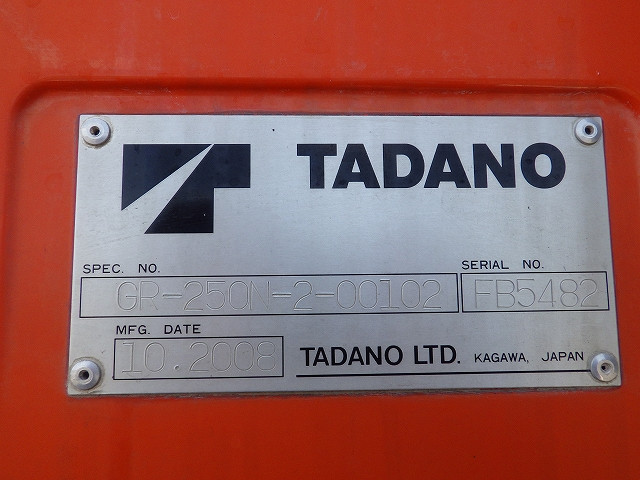 TADANO
SPEC. NO.
GR-250N-2-00102
SERIAL NO.
FB5482
MFG. DATE
10.2008
TADANO LTD. KAGAWA, JAPAN